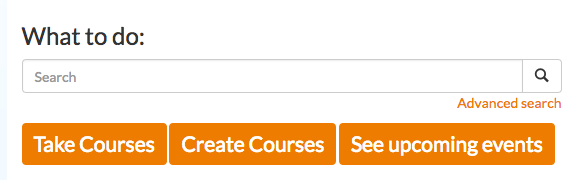 What to do:
Search
Advanced search
Take Courses Create Courses See upcoming events